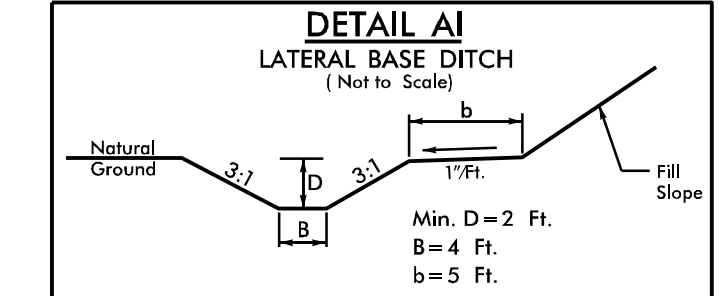 DETAIL A1
LATERAL BASE DITCH
( Not to Scale)
b
Natural
Ground
3:1
D
3:1
1"/Ft.
Fill
Slope
B
Min. D=2 Ft.
B=4 Ft.
b=5 Ft.